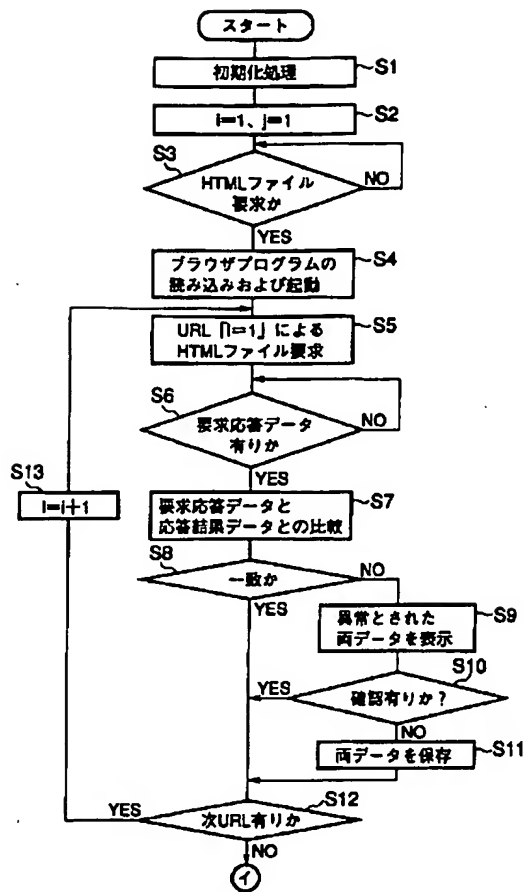 スタート
初期化処理
S1
i=1、j=1
S2
S3
HTMLファイル
要求か
NO
YES
ブラウザプログラムの
読み込みおよび起動
S4
URL「i=1」による
HTMLファイル要求
S5
S6
要求応答データ
有りか
NO
YES
S13
i=i+1
要求応答データと
応答結果データとの比較
S7
S8
一致か
NO
YES
異常とされた
両データを表示
S9
S10
確認有りか?
YES
NO
両データを保存
S11
S12
次URL有りか
YES
NO
イ